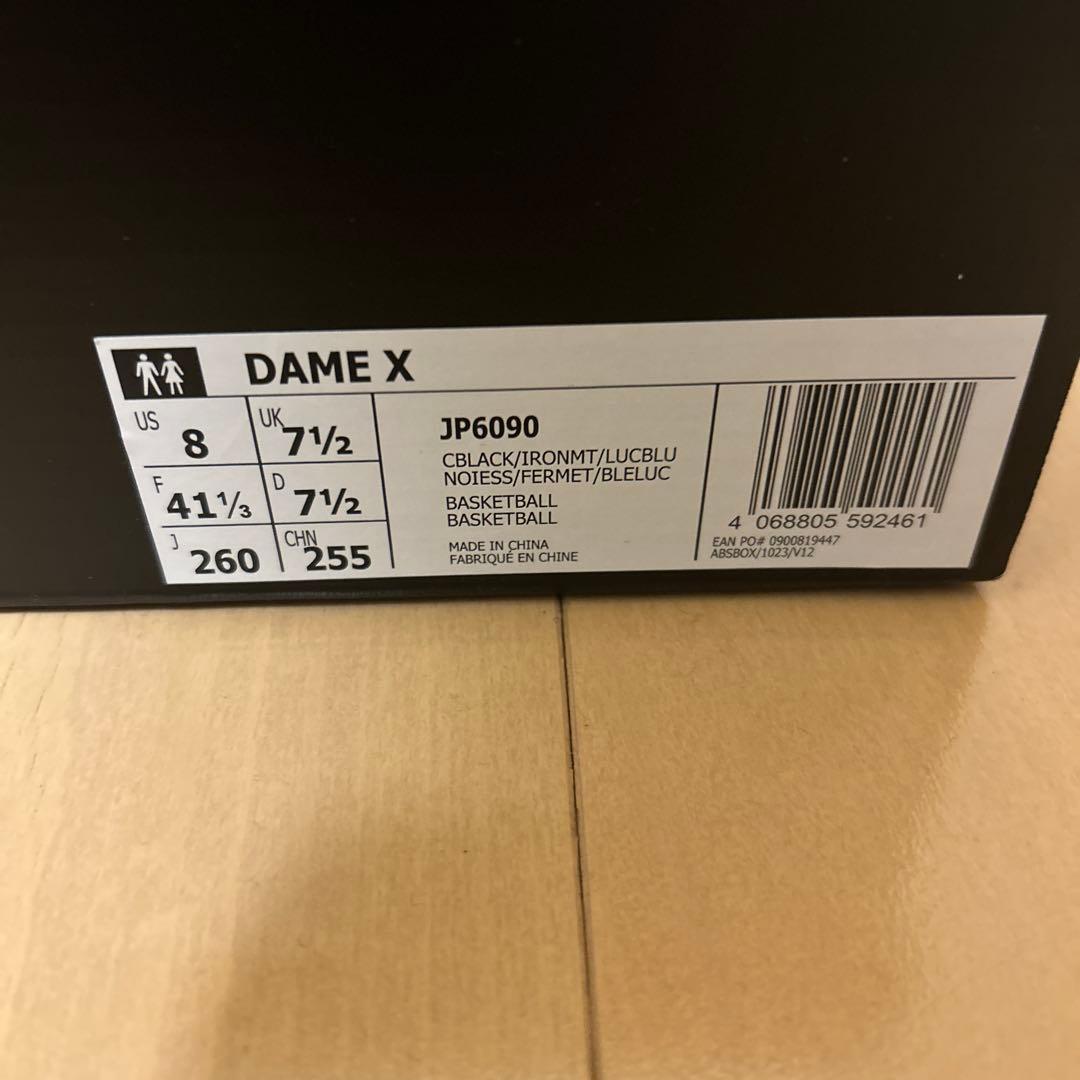 DAME X
US 8
UK 7½
F 41⅓
D 7½
J 260
CHN 255
JP6090
CBLACK/IRONMT/LUCBLU
NOIESS/FERMET/BLELUC
BASKETBALL
BASKETBALL
MADE IN CHINA
FABRIQUÉ EN CHINE
4 068805 592461
EAN PO# 0900819447
ABSBOX/1023/V12